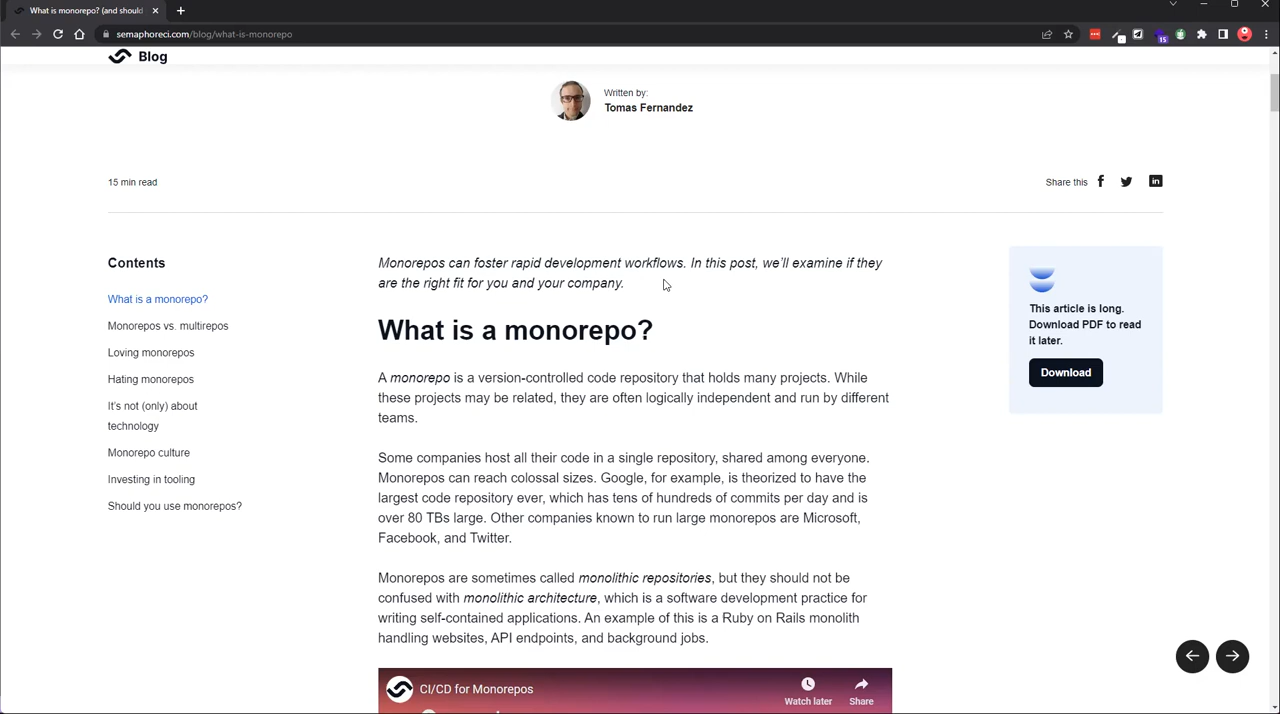 What is monorepo? (and should
semaphoreci.com/blog/what-is-monorepo
15
Blog
Written by:
Tomas Fernandez
15 min read
Share this
Contents
What is a monorepo?
Monorepos vs. multirepos
Loving monorepos
Hating monorepos
It's not (only) about
technology
Monorepo culture
Investing in tooling
Should you use monorepos?
Monorepos can foster rapid development workflows. In this post, we'll examine if they
are the right fit for you and your company.
What is a monorepo?
A monorepo is a version-controlled code repository that holds many projects. While
these projects may be related, they are often logically independent and run by different
teams.
Some companies host all their code in a single repository, shared among everyone.
Monorepos can reach colossal sizes. Google, for example, is theorized to have the
largest code repository ever, which has tens of hundreds of commits per day and is
over 80 TBs large. Other companies known to run large monorepos are Microsoft,
Facebook, and Twitter.
Monorepos are sometimes called monolithic repositories, but they should not be
confused with monolithic architecture, which is a software development practice for
writing self-contained applications. An example of this is a Ruby on Rails monolith
handling websites, API endpoints, and background jobs.
CI/CD for Monorepos
Watch later
Share
This article is long.
Download PDF to read
it later.
Download